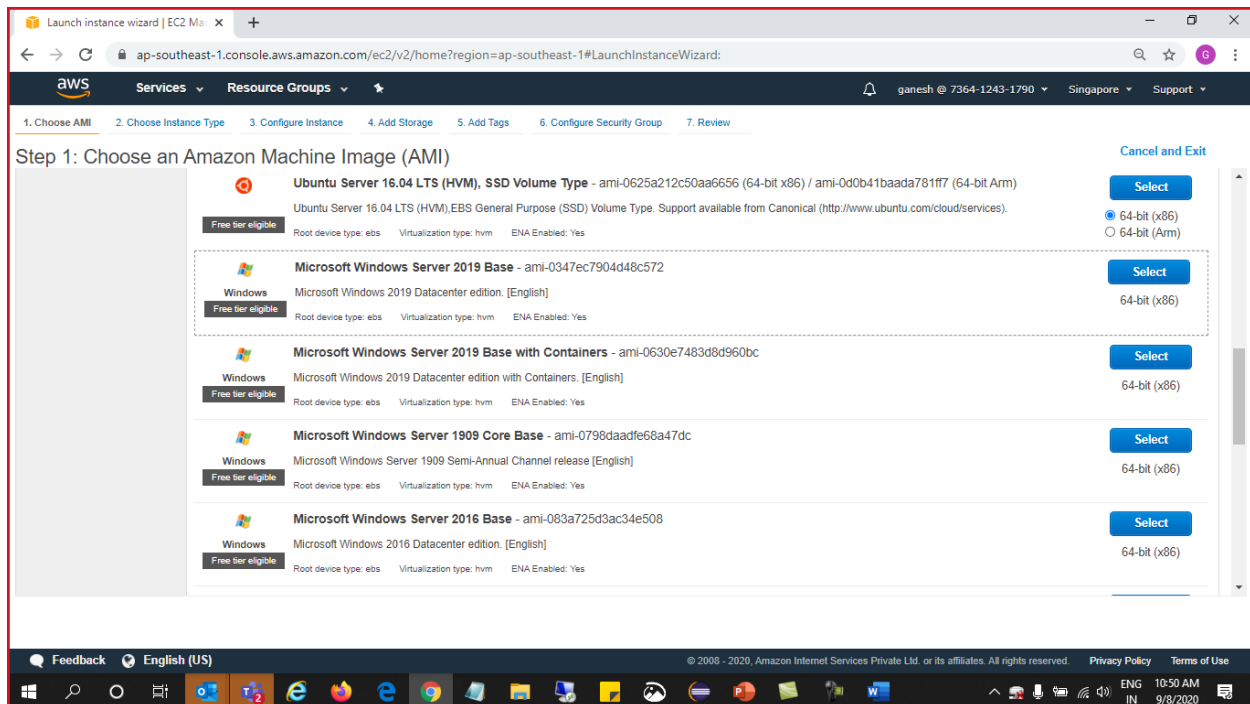 Launch instance wizard | EC2 Ma
ap-southeast-1.console.aws.amazon.com/ec2/v2/home?region=ap-southeast-1#LaunchInstanceWizard:
G
aws Services Resource Groups ganesh @ 7364-1243-1790 Singapore Support
1. Choose AMI 2. Choose Instance Type 3. Configure Instance 4. Add Storage 5. Add Tags 6. Configure Security Group 7. Review
Step 1: Choose an Amazon Machine Image (AMI) Cancel and Exit
Ubuntu Server 16.04 LTS (HVM), SSD Volume Type - ami-0625a212c50aa6656 (64-bit x86) / ami-0d0b41baada781ff7 (64-bit Arm) Select
Ubuntu Server 16.04 LTS (HVM),EBS General Purpose (SSD) Volume Type. Support available from Canonical (http://www.ubuntu.com/cloud/services). 64-bit (x86)
Free tier eligible Root device type: ebs Virtualization type: hvm ENA Enabled: Yes 64-bit (Arm)
Microsoft Windows Server 2019 Base - ami-0347ec7904d48c572 Select
Windows Microsoft Windows 2019 Datacenter edition. [English] 64-bit (x86)
Free tier eligible Root device type: ebs Virtualization type: hvm ENA Enabled: Yes
Microsoft Windows Server 2019 Base with Containers - ami-0630e7483d8d960bc Select
Windows Microsoft Windows 2019 Datacenter edition with Containers. [English] 64-bit (x86)
Free tier eligible Root device type: ebs Virtualization type: hvm ENA Enabled: Yes
Microsoft Windows Server 1909 Core Base - ami-0798daadfe68a47dc Select
Windows Microsoft Windows Server 1909 Semi-Annual Channel release [English] 64-bit (x86)
Free tier eligible Root device type: ebs Virtualization type: hvm ENA Enabled: Yes
Microsoft Windows Server 2016 Base - ami-083a725d3ac34e508 Select
Windows Microsoft Windows 2016 Datacenter edition. [English] 64-bit (x86)
Free tier eligible Root device type: ebs Virtualization type: hvm ENA Enabled: Yes
Feedback English (US) © 2008 - 2020, Amazon Internet Services Private Ltd. or its affiliates. All rights reserved. Privacy Policy Terms of Use
2 ENG 10:50 AM
IN 9/8/2020